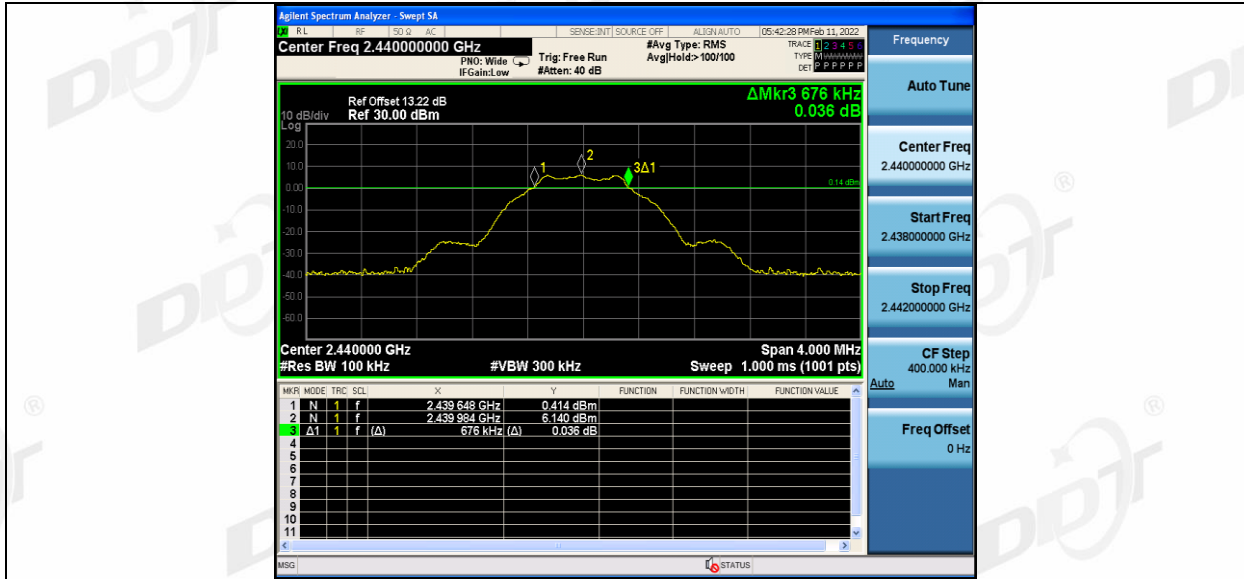 Agilent Spectrum Analyzer - Swept SA
RL RF 50 Ω AC SENSE:INT SOURCE OFF ALIGN AUTO 05:42:28 PM Feb 11, 2022
Center Freq 2.440000000 GHz #Avg Type: RMS TRACE 1 2 3 4 5 6
PNO: Wide Trig: Free Run Avg|Hold:>100/100 TYPE M
IFGain:Low #Atten: 40 dB DET P P P P P P
Frequency
ΔMkr3 676 kHz
Ref Offset 13.22 dB
10 dB/div Ref 30.00 dBm 0.036 dB
Log
20.0
10.0
0.00
-10.0
-20.0
-30.0
-40.0
-50.0
-60.0
1
2
3Δ1
0.14 dBm
Center 2.440000 GHz Span 4.000 MHz
#Res BW 100 kHz #VBW 300 kHz Sweep 1.000 ms (1001 pts)
MKR MODE TRC SCL X Y FUNCTION FUNCTION WIDTH FUNCTION VALUE
1 N 1 f 2.439 648 GHz 0.414 dBm
2 N 1 f 2.439 984 GHz 6.140 dBm
3 Δ1 1 f (Δ) 676 kHz (Δ) 0.036 dB
4
5
6
7
8
9
10
11
MSG STATUS
Auto Tune
Center Freq
2.440000000 GHz
Start Freq
2.438000000 GHz
Stop Freq
2.442000000 GHz
CF Step
400.000 kHz
Auto Man
Freq Offset
0 Hz
DDT
®